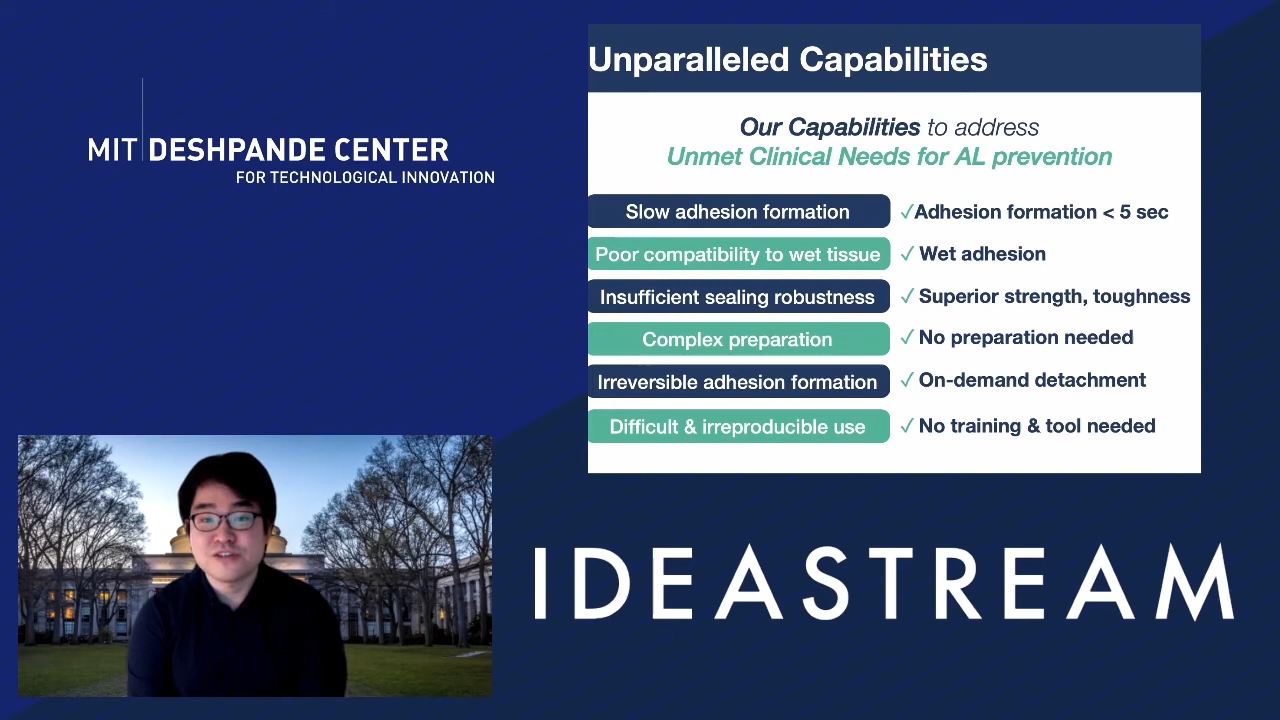 MIT DESHPANDE CENTER
FOR TECHNOLOGICAL INNOVATION
Unparalleled Capabilities
Our Capabilities to address
Unmet Clinical Needs for AL prevention
Slow adhesion formation ✓Adhesion formation < 5 sec
Poor compatibility to wet tissue ✓ Wet adhesion
Insufficient sealing robustness ✓ Superior strength, toughness
Complex preparation ✓ No preparation needed
Irreversible adhesion formation ✓ On-demand detachment
Difficult & irreproducible use ✓ No training & tool needed
IDEASTREAM